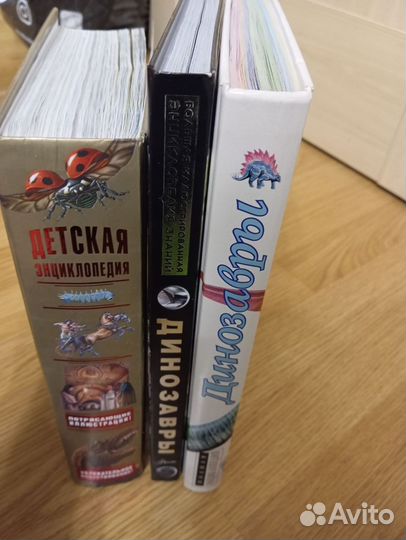 ДЕТСКАЯ
ЭНЦИКЛОПЕДИЯ
ПОТРЯСАЮЩИЕ
ИЛЛЮСТРАЦИИ!
БОЛЬШАЯ ИЛЛЮСТРИРОВАННАЯ
ЭНЦИКЛОПЕДИЯ ЗНАНИЙ
ДИНОЗАВРЫ
Динозавры
Avito